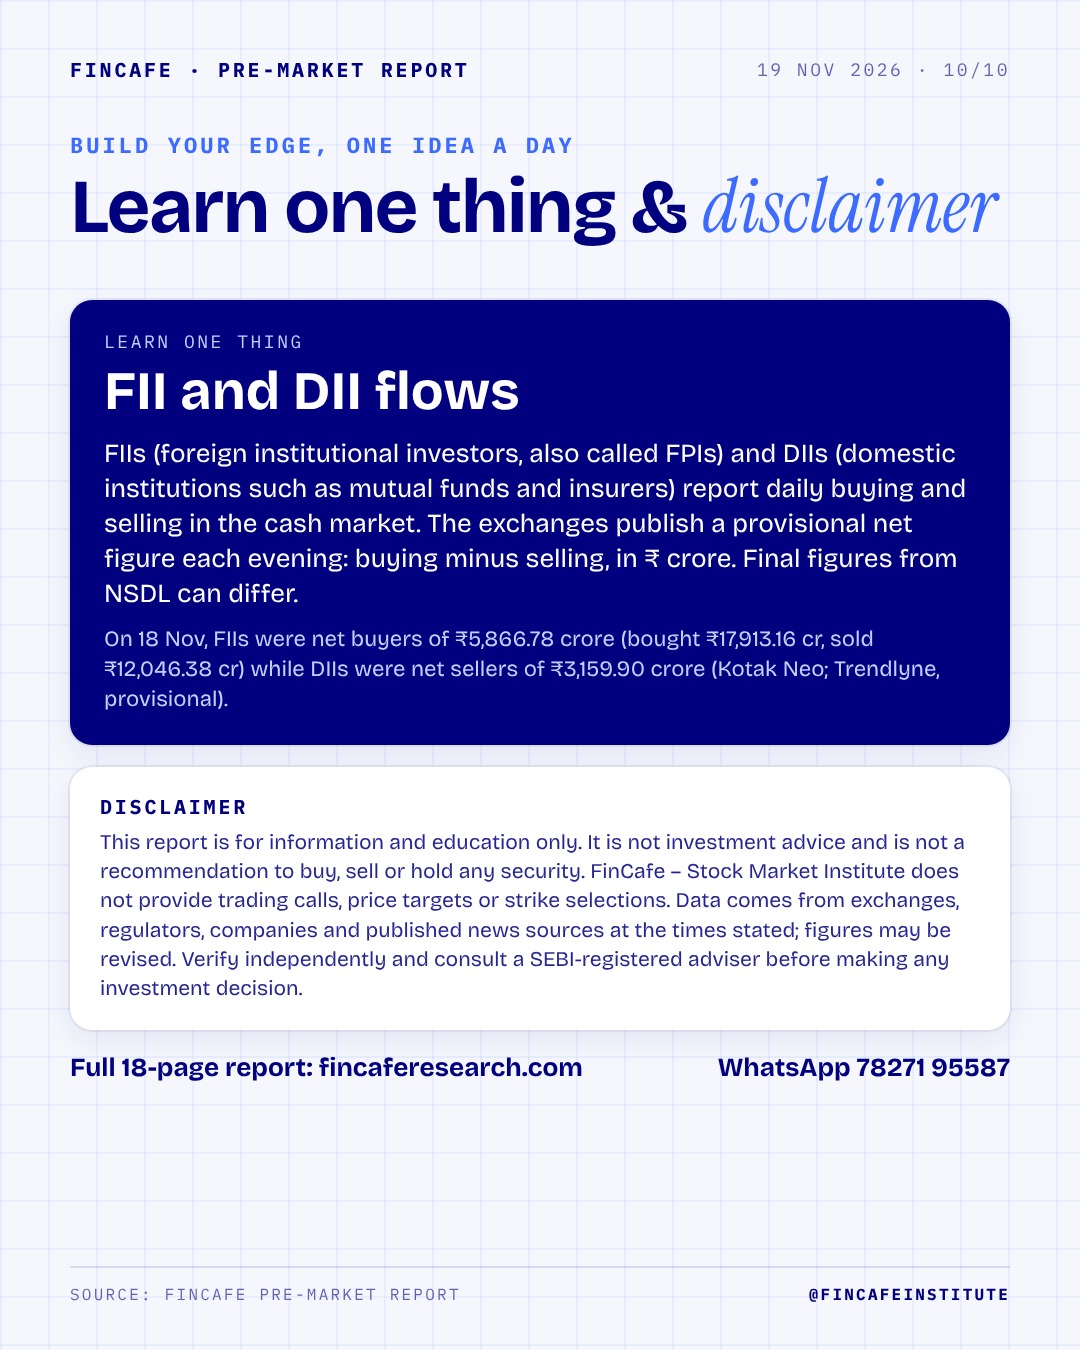 FINCAFE · PRE-MARKET REPORT
19 NOV 2026 · 10/10
BUILD YOUR EDGE, ONE IDEA A DAY
Learn one thing & disclaimer
LEARN ONE THING
FII and DII flows
FIIs (foreign institutional investors, also called FPIs) and DIIs (domestic
institutions such as mutual funds and insurers) report daily buying and
selling in the cash market. The exchanges publish a provisional net
figure each evening: buying minus selling, in ₹ crore. Final figures from
NSDL can differ.
On 18 Nov, FIIs were net buyers of ₹5,866.78 crore (bought ₹17,913.16 cr, sold
₹12,046.38 cr) while DIIs were net sellers of ₹3,159.90 crore (Kotak Neo; Trendlyne,
provisional).
DISCLAIMER
This report is for information and education only. It is not investment advice and is not a
recommendation to buy, sell or hold any security. FinCafe – Stock Market Institute does
not provide trading calls, price targets or strike selections. Data comes from exchanges,
regulators, companies and published news sources at the times stated; figures may be
revised. Verify independently and consult a SEBI-registered adviser before making any
investment decision.
Full 18-page report: fincaferesearch.com
WhatsApp 78271 95587
SOURCE: FINCAFE PRE-MARKET REPORT
@FINCAFEINSTITUTE